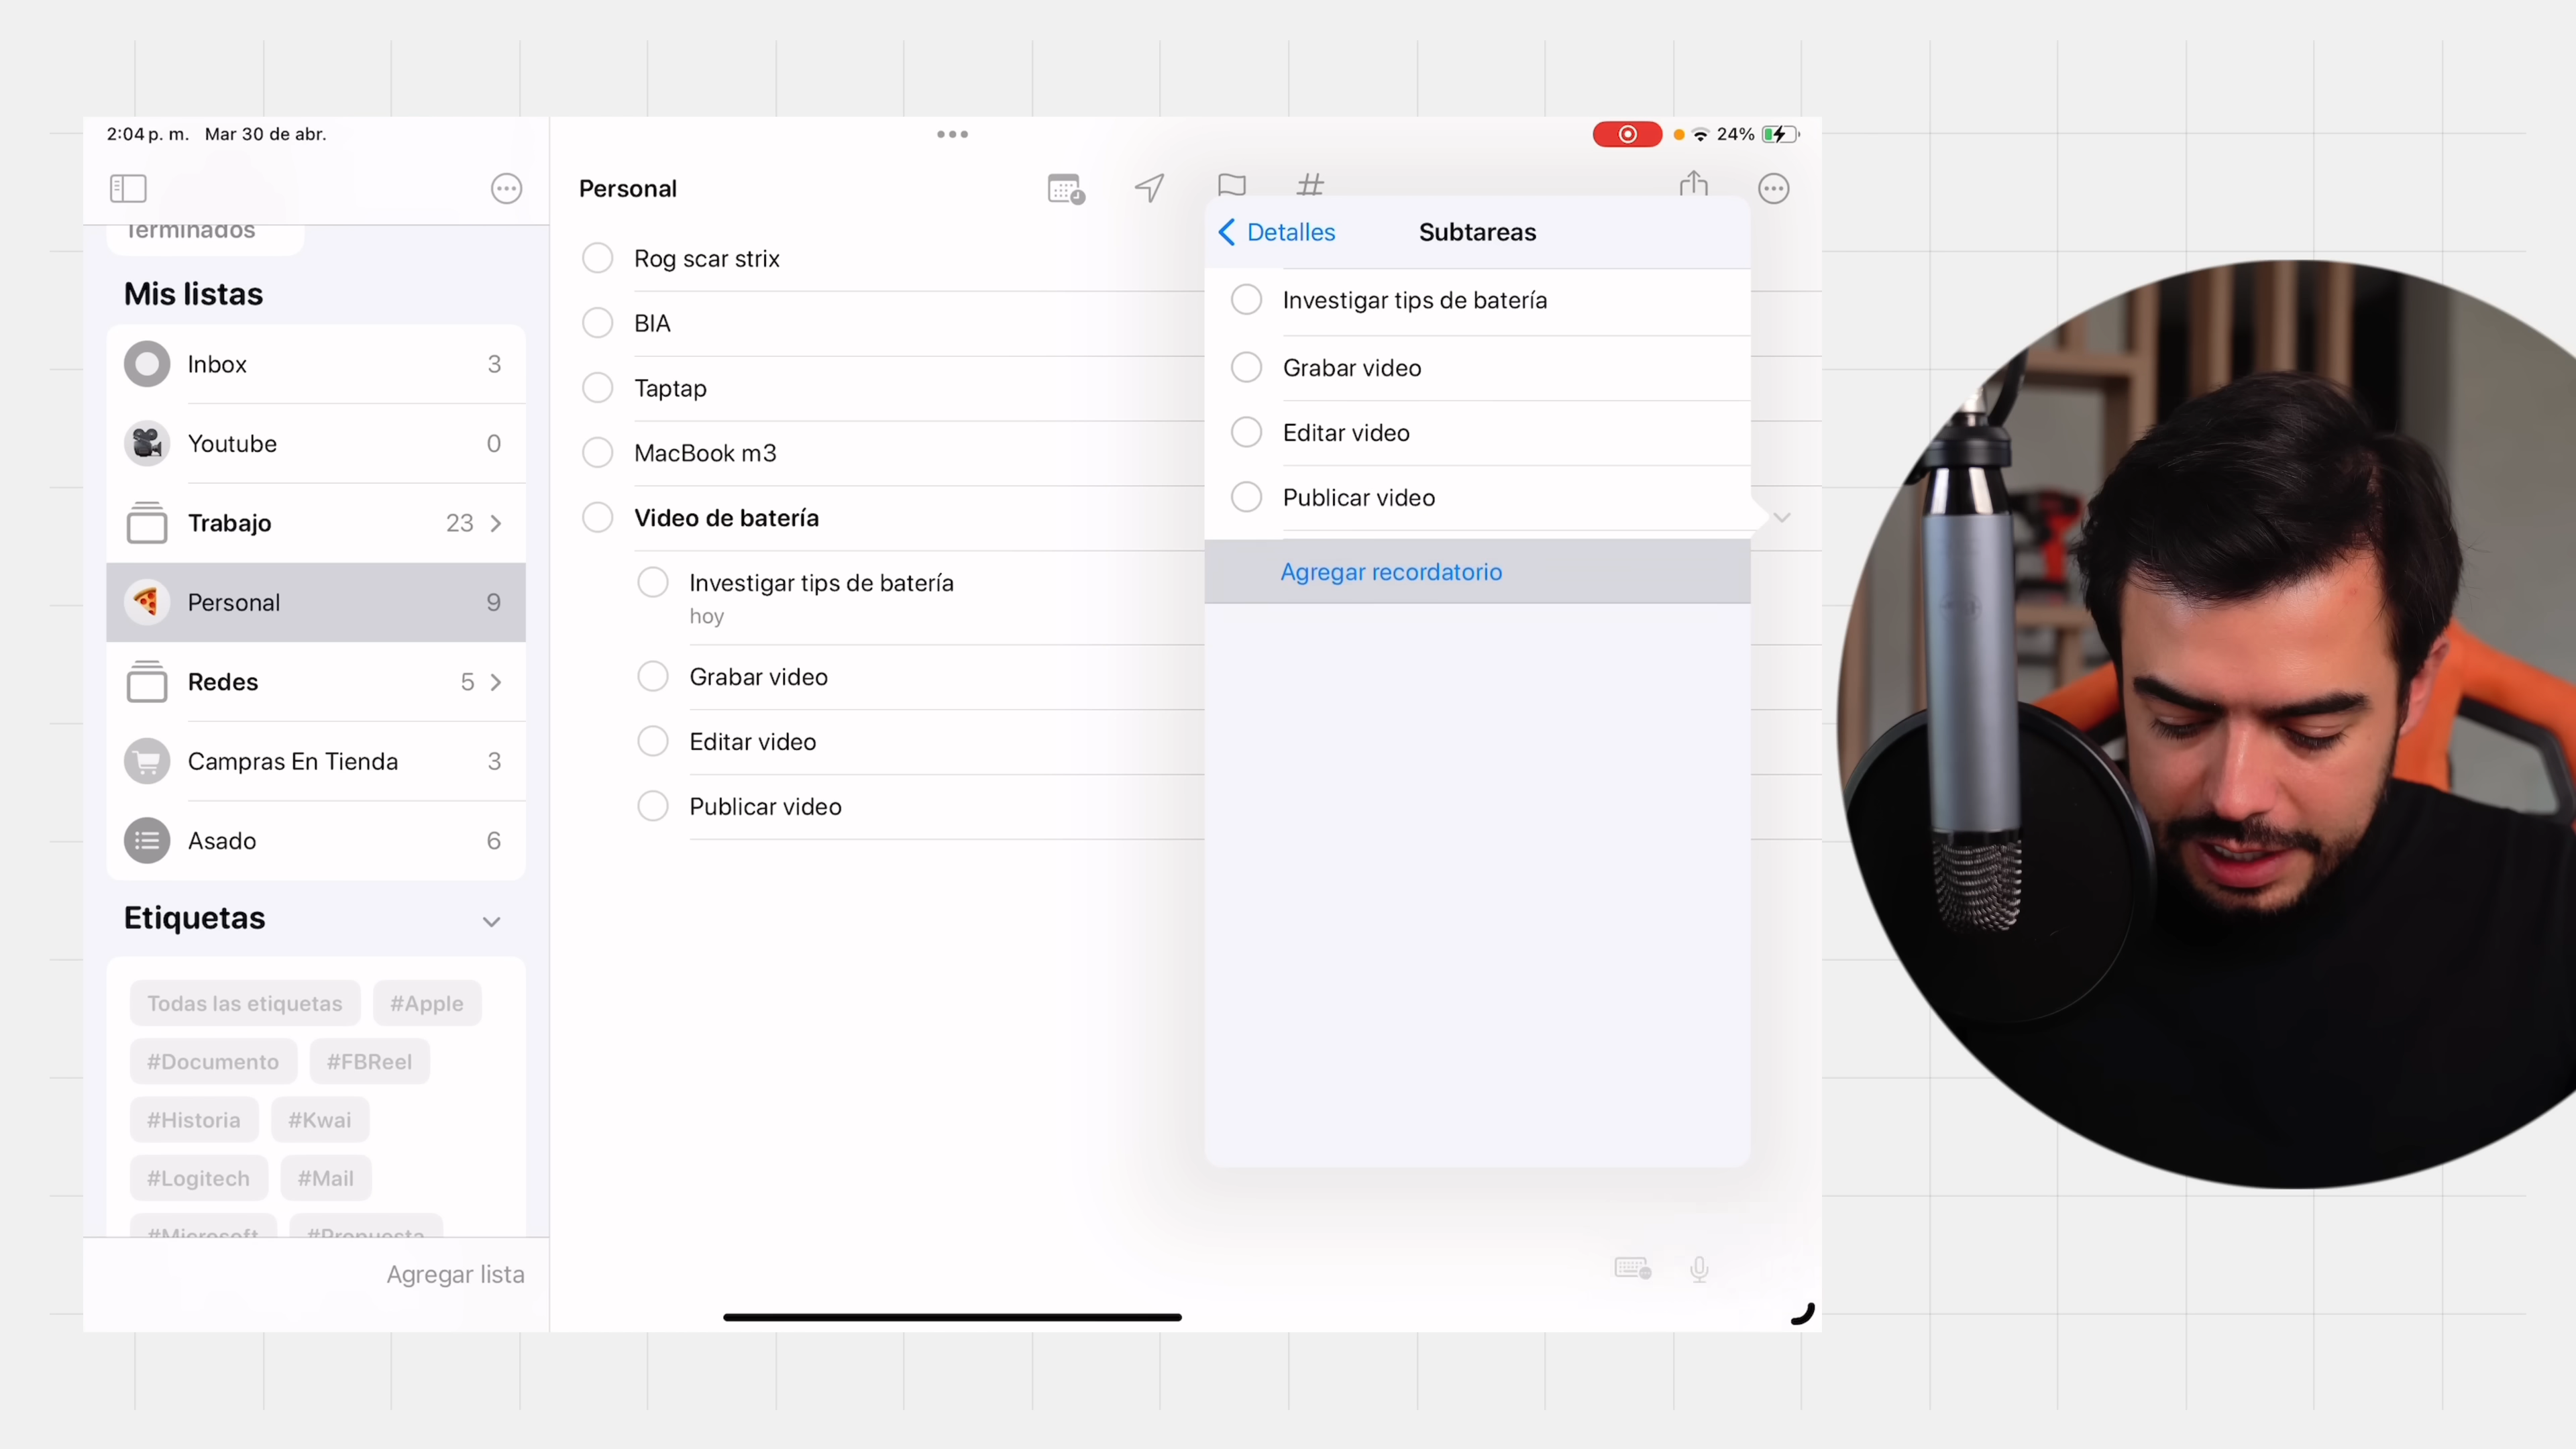 2:04 p. m. Mar 30 de abr.
24%
Terminados
Mis listas
Inbox 3
Youtube 0
Trabajo 23
Personal 9
Redes 5
Campras En Tienda 3
Asado 6
Etiquetas
Todas las etiquetas #Apple
#Documento #FBReel
#Historia #Kwai
#Logitech #Mail
#Microsoft #Propuesta
Agregar lista
Personal
#
Rog scar strix
BIA
Taptap
MacBook m3
Video de batería
Investigar tips de batería
hoy
Grabar video
Editar video
Publicar video
Detalles Subtareas
Investigar tips de batería
Grabar video
Editar video
Publicar video
Agregar recordatorio